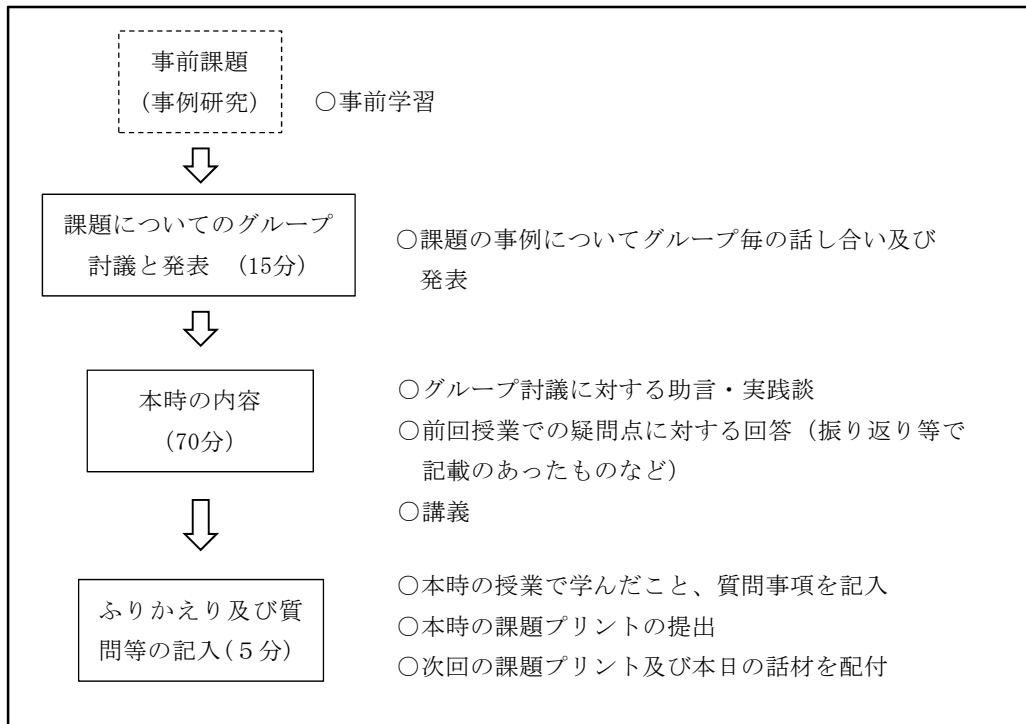 事前課題
(事例研究)
○事前学習
課題についてのグループ
討議と発表　(15分)
○課題の事例についてグループ毎の話し合い及び
発表
本時の内容
(70分)
○グループ討議に対する助言・実践談
○前回授業での疑問点に対する回答（振り返り等で
記載のあったものなど）
○講義
ふりかえり及び質
問等の記入(５分)
○本時の授業で学んだこと、質問事項を記入
○本時の課題プリントの提出
○次回の課題プリント及び本日の話材を配付